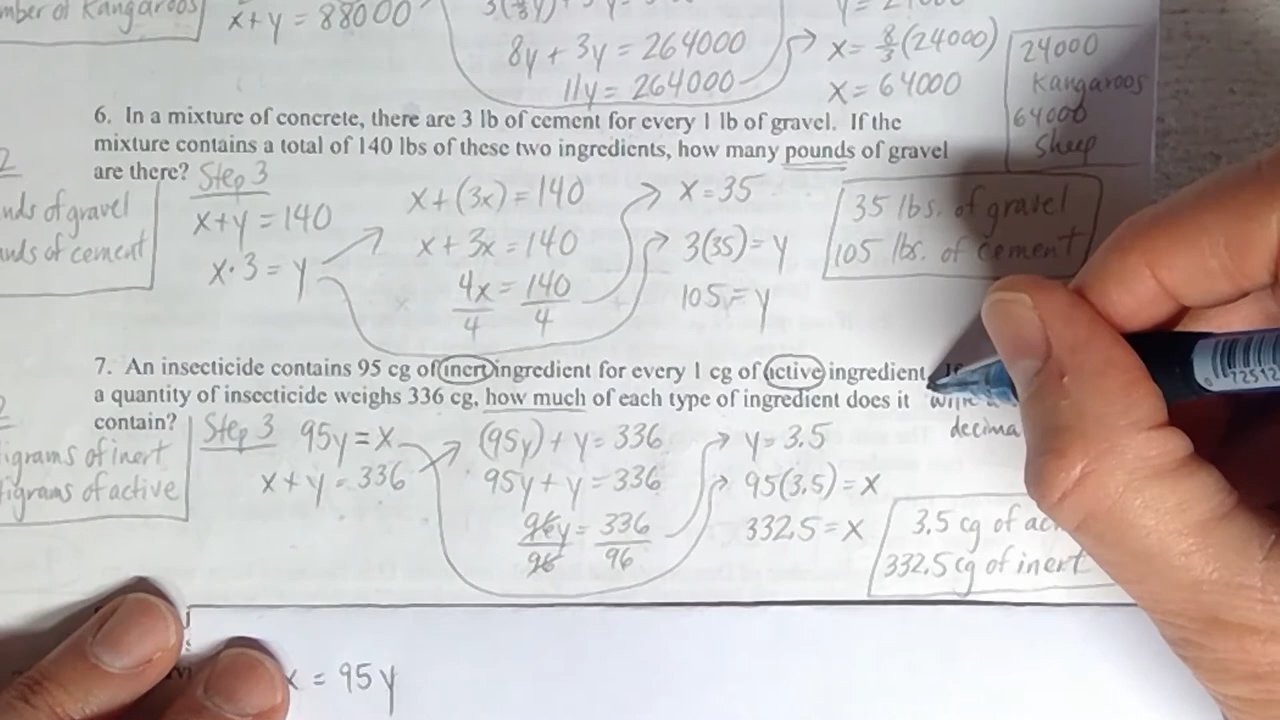 mber of Kangaroos
x+y = 88000
8y + 3y = 264000
11y = 264000
x = 8/3(24000)
x = 64000
24000
Kangaroos
64000
Sheep
6. In a mixture of concrete, there are 3 lb of cement for every 1 lb of gravel. If the
mixture contains a total of 140 lbs of these two ingredients, how many pounds of gravel
are there? Step 3
nds of gravel
unds of cement
x+y = 140
x·3 = y
x+(3x) = 140
x+3x = 140
4x = 140
4 4
x=35
3(35)=y
105=y
35 lbs. of gravel
105 lbs. of cement
7. An insecticide contains 95 cg of inert ingredient for every 1 cg of active ingredient. If
a quantity of insecticide weighs 336 cg, how much of each type of ingredient does it
contain?
decima
igrams of inert
tigrams of active
Step 3
95y = x
x+y = 336
(95y)+y = 336
95y+y = 336
96y = 336
96 96
y=3.5
95(3.5)=x
332.5=x
3.5 cg of ac
332.5 cg of inert
x = 95y